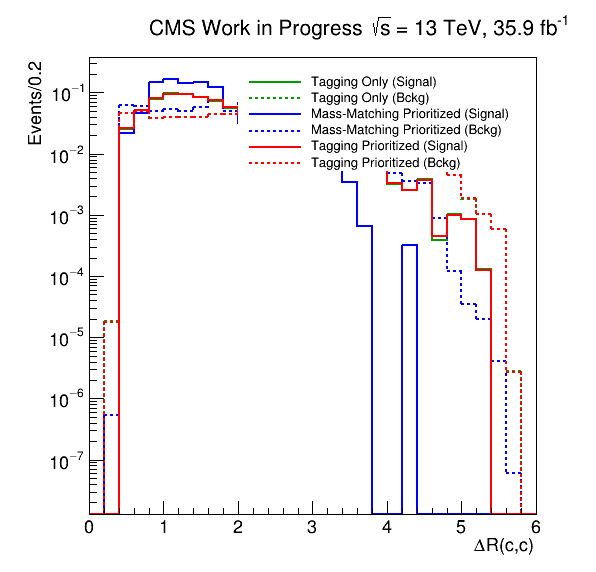 CMS Work in Progress √s = 13 TeV, 35.9 fb⁻¹
Events/0.2
Tagging Only (Signal)
Tagging Only (Bckg)
Mass-Matching Prioritized (Signal)
Mass-Matching Prioritized (Bckg)
Tagging Prioritized (Signal)
Tagging Prioritized (Bckg)
10⁻¹
10⁻²
10⁻³
10⁻⁴
10⁻⁵
10⁻⁶
10⁻⁷
0 1 2 3 4 5 6
ΔR(c,c)